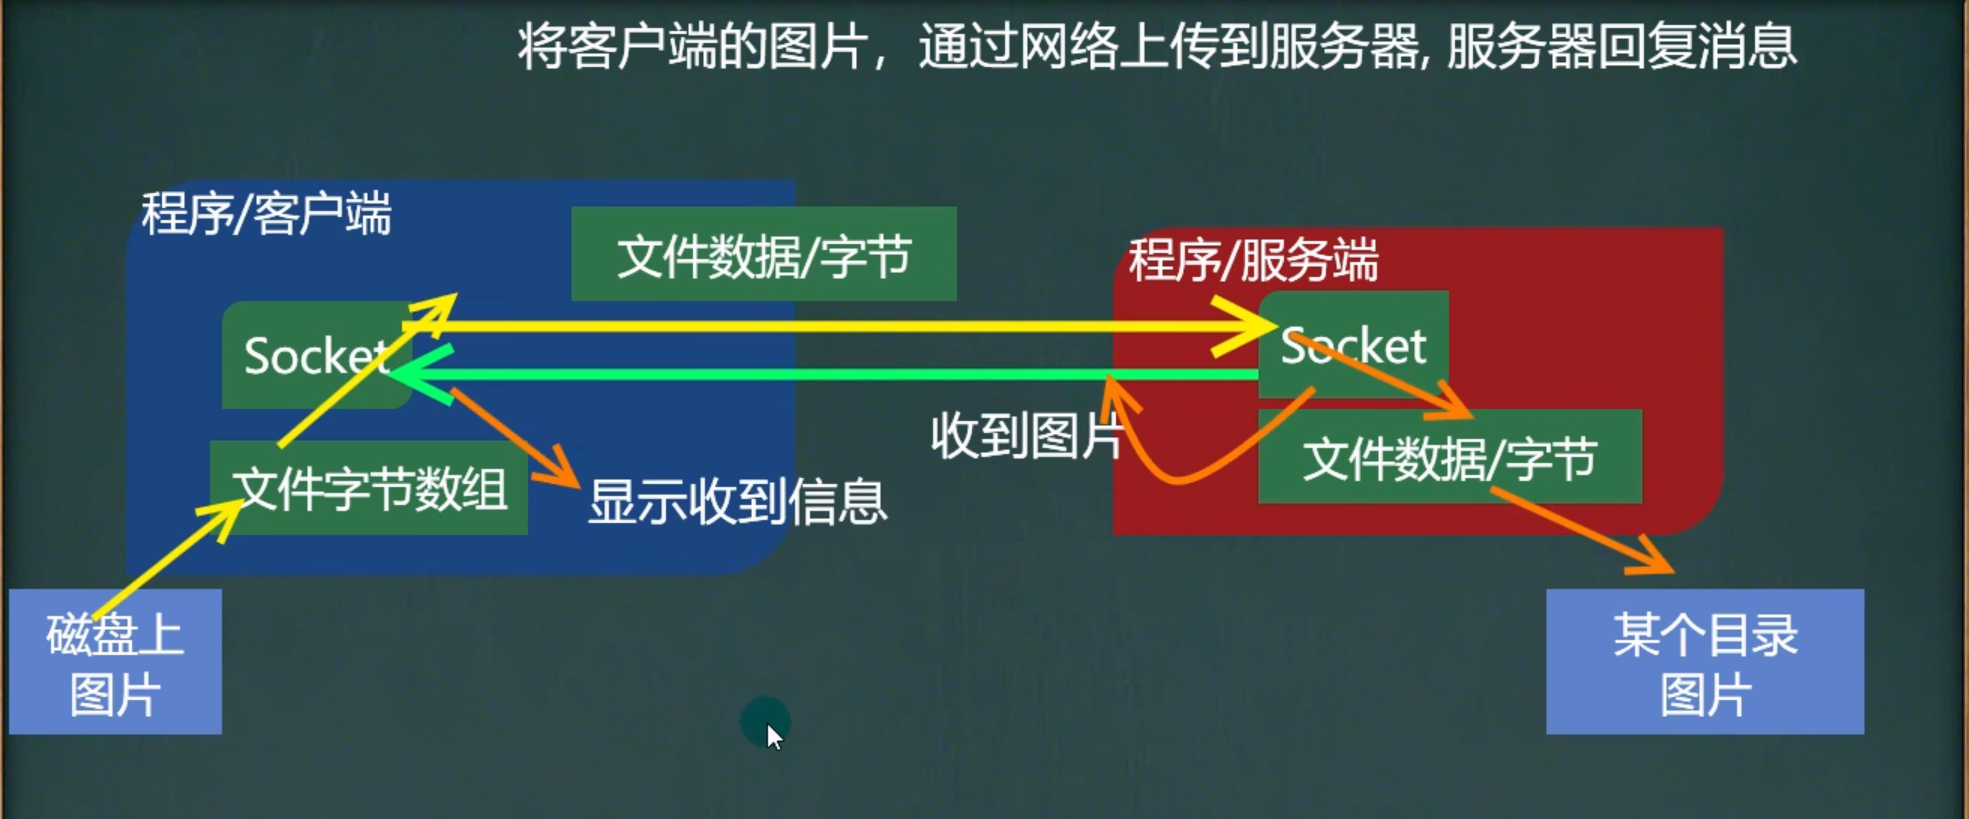 将客户端的图片，通过网络上传到服务器, 服务器回复消息
程序/客户端
文件数据/字节
程序/服务端
Socket
Socket
收到图片
文件数据/字节
文件字节数组
显示收到信息
磁盘上
图片
某个目录
图片